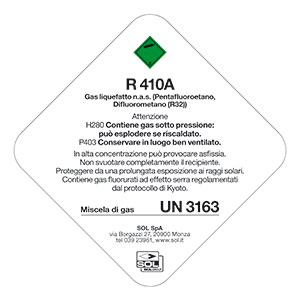 R 410A
Gas liquefatto n.a.s. (Pentafluoroetano,
Difluorometano (R32))
Attenzione
H280 Contiene gas sotto pressione:
può esplodere se riscaldato.
P403 Conservare in luogo ben ventilato.
In alta concentrazione può provocare asfissia.
Non svuotare completamente il recipiente.
Proteggere da una prolungata esposizione ai raggi solari.
Contiene gas fluorurati ad effetto serra regolamentati
dal protocollo di Kyoto.
Miscela di gas UN 3163
SOL SpA
via Borgazzi 27, 20900 Monza
tel 039 23961, www.sol.it
SOL